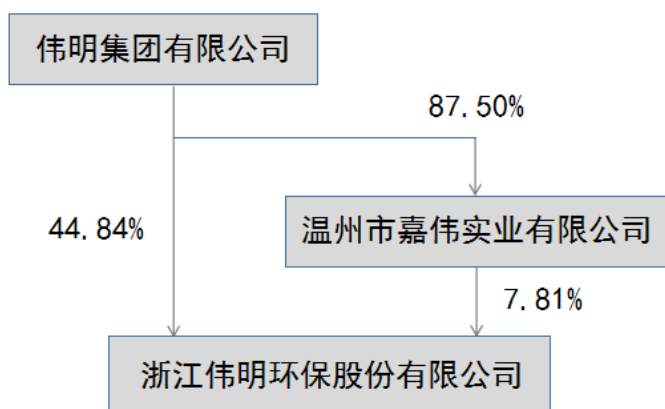 伟明集团有限公司
87.50%
44.84%
温州市嘉伟实业有限公司
7.81%
浙江伟明环保股份有限公司